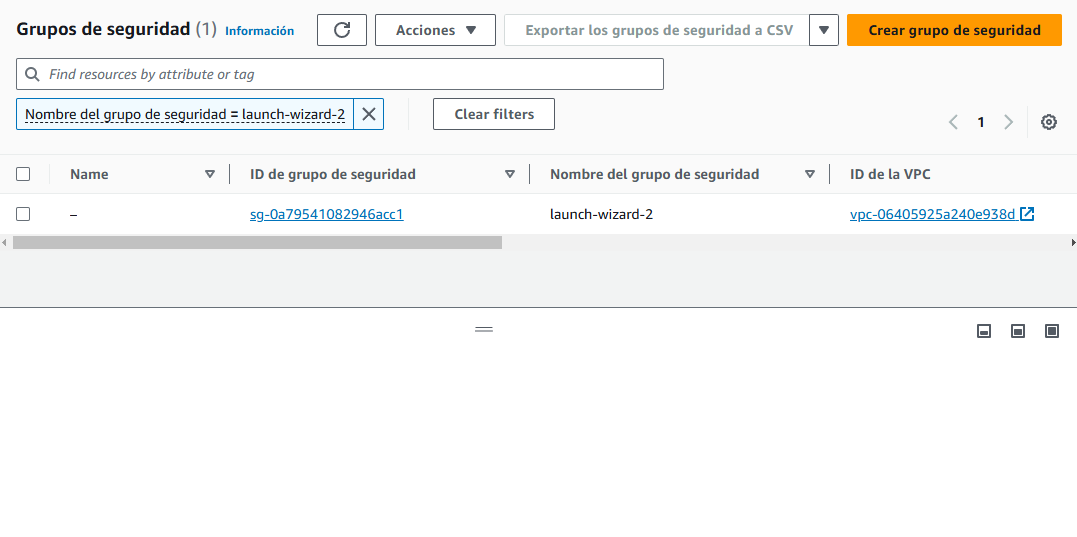 Grupos de seguridad (1) Información
Acciones
Exportar los grupos de seguridad a CSV
Crear grupo de seguridad
Find resources by attribute or tag
Nombre del grupo de seguridad = launch-wizard-2
Clear filters
1
Name ID de grupo de seguridad Nombre del grupo de seguridad ID de la VPC
– sg-0a79541082946acc1 launch-wizard-2 vpc-06405925a240e938d